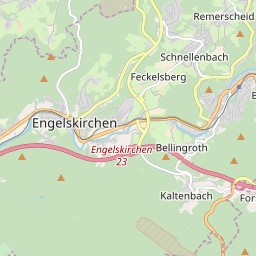 Remerscheid
Schnellenbach
Feckelsberg
Engelskirchen
Engelskirchen
23
Bellingroth
Kaltenbach
For